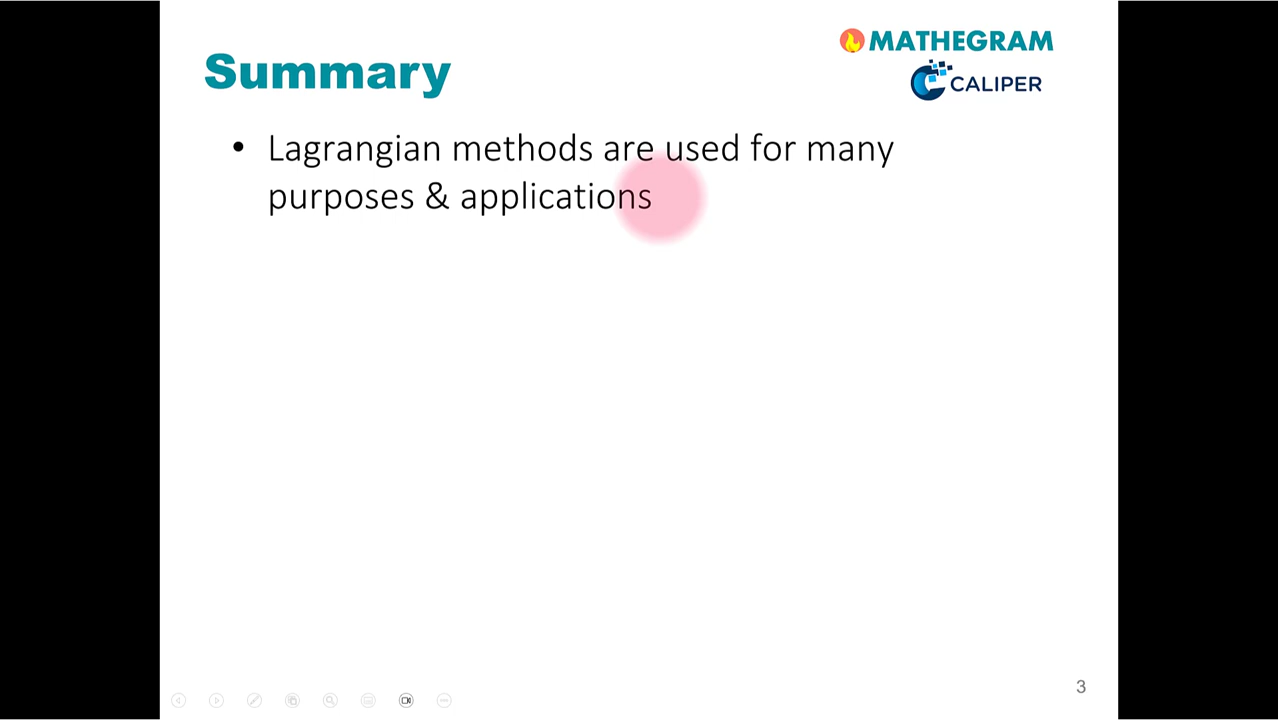 MATHEGRAM
Summary
CALIPER
• Lagrangian methods are used for many
purposes & applications
3